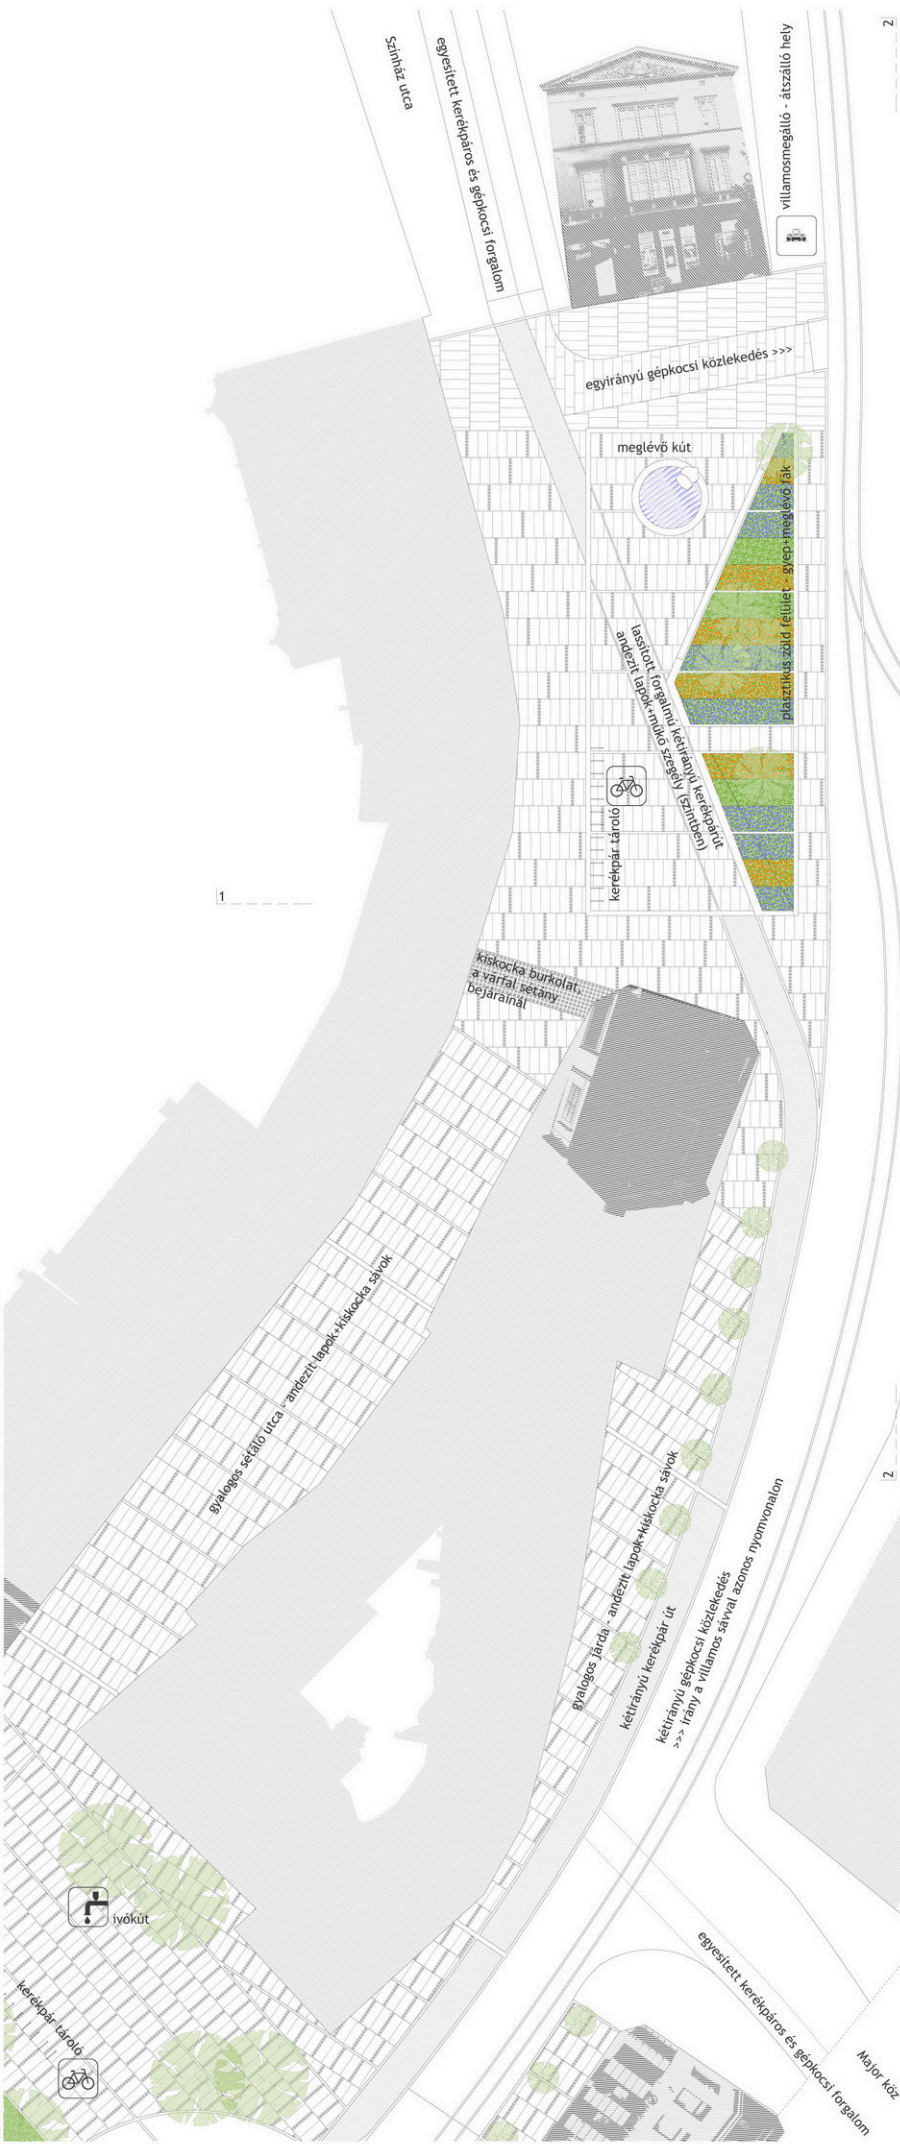 2
Színház utca
egyesített kerékpáros és gépkocsi forgalom
villamosmegálló - átszálló hely
egyirányú gépkocsi közlekedés >>>
meglévő kút
plasztikus zöld felület - gyep+meglévő fák
lassított forgalmú kétirányú kerékpárút
andezit lapok+műkő szegély (szintben)
kerékpár tároló
1
kiskocka burkolat,
a várfal sétány
bejárainál
gyalogos sétáló utca - andezit lapok+kiskocka sávok
2
gyalogos járda - andezit lapok+kiskocka sávok
kétirányú kerékpár út
kétirányú gépkocsi közlekedés
>>> irány a villamos sávval azonos nyomvonalon
ivókút
kerékpár tároló
egyesített kerékpáros és gépkocsi forgalom
Major köz